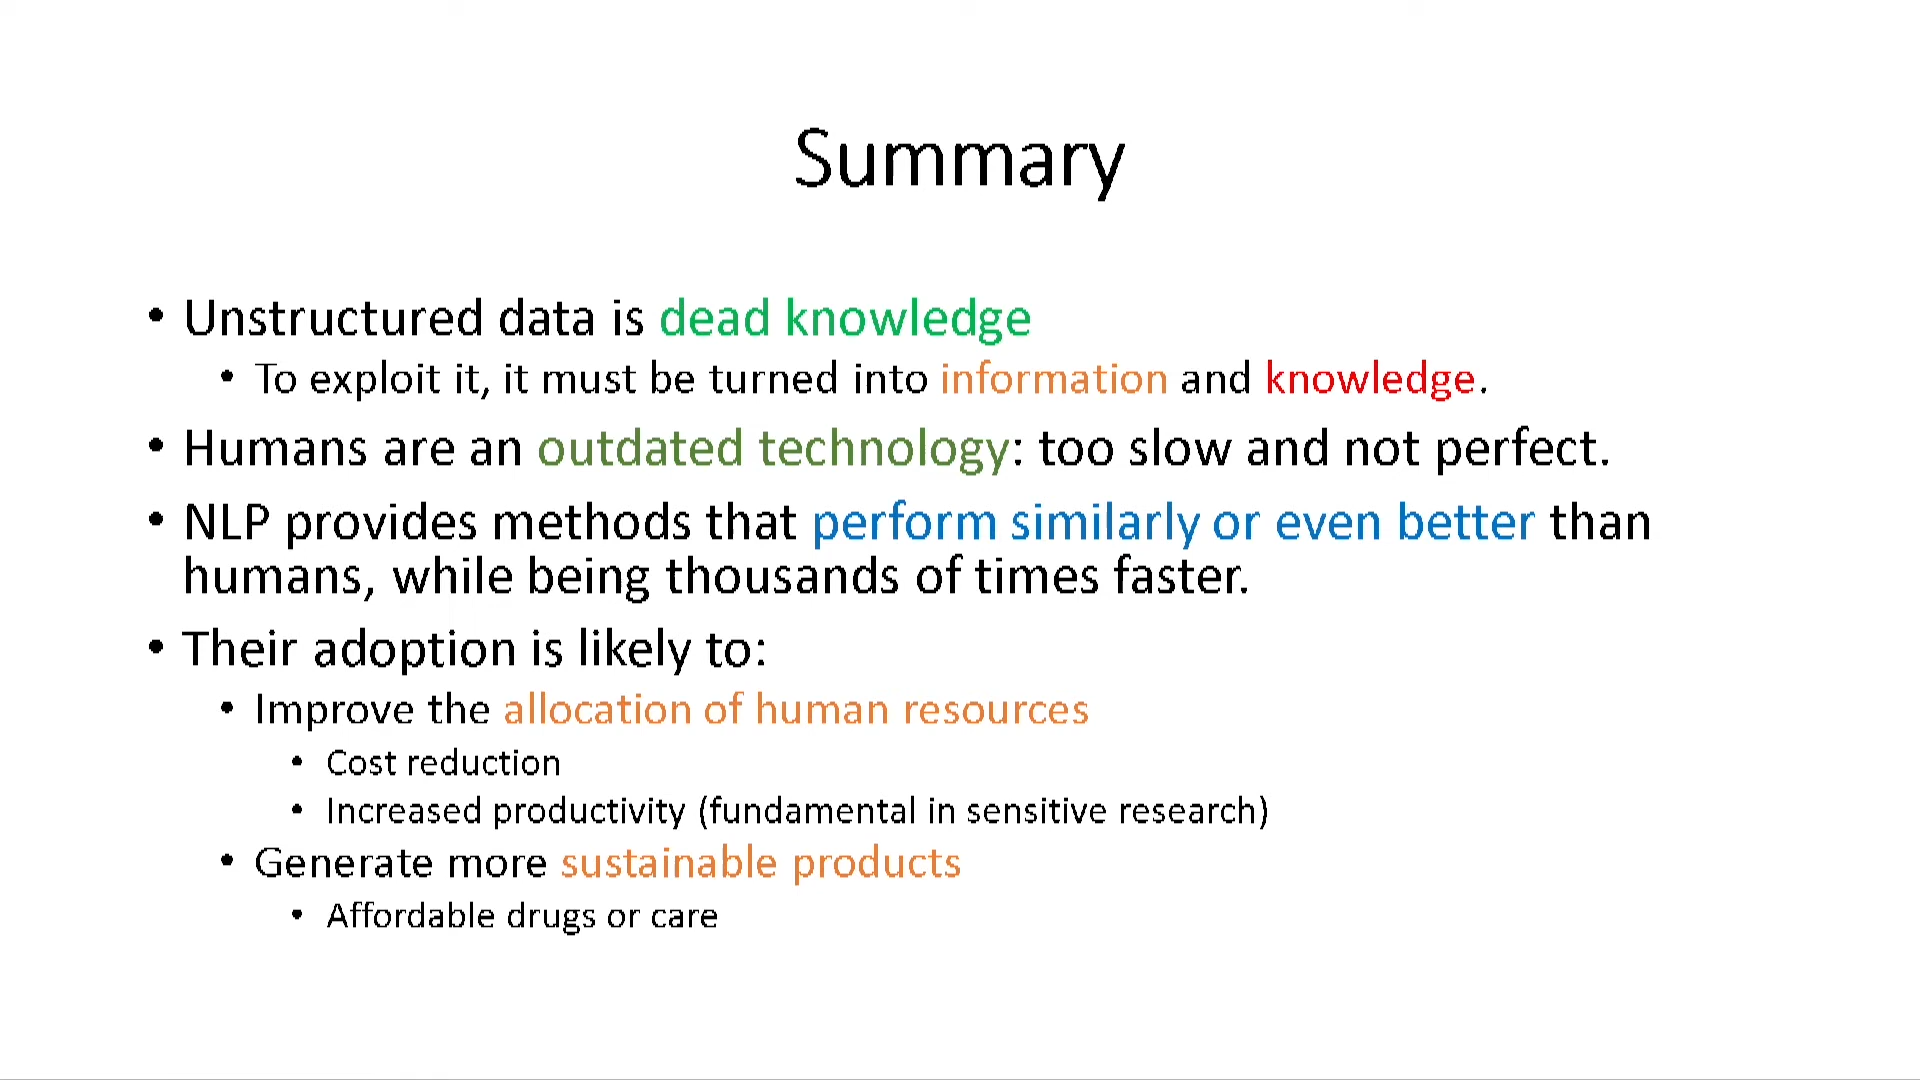 Summary
• Unstructured data is dead knowledge
• To exploit it, it must be turned into information and knowledge.
• Humans are an outdated technology: too slow and not perfect.
• NLP provides methods that perform similarly or even better than
humans, while being thousands of times faster.
• Their adoption is likely to:
• Improve the allocation of human resources
• Cost reduction
• Increased productivity (fundamental in sensitive research)
• Generate more sustainable products
• Affordable drugs or care